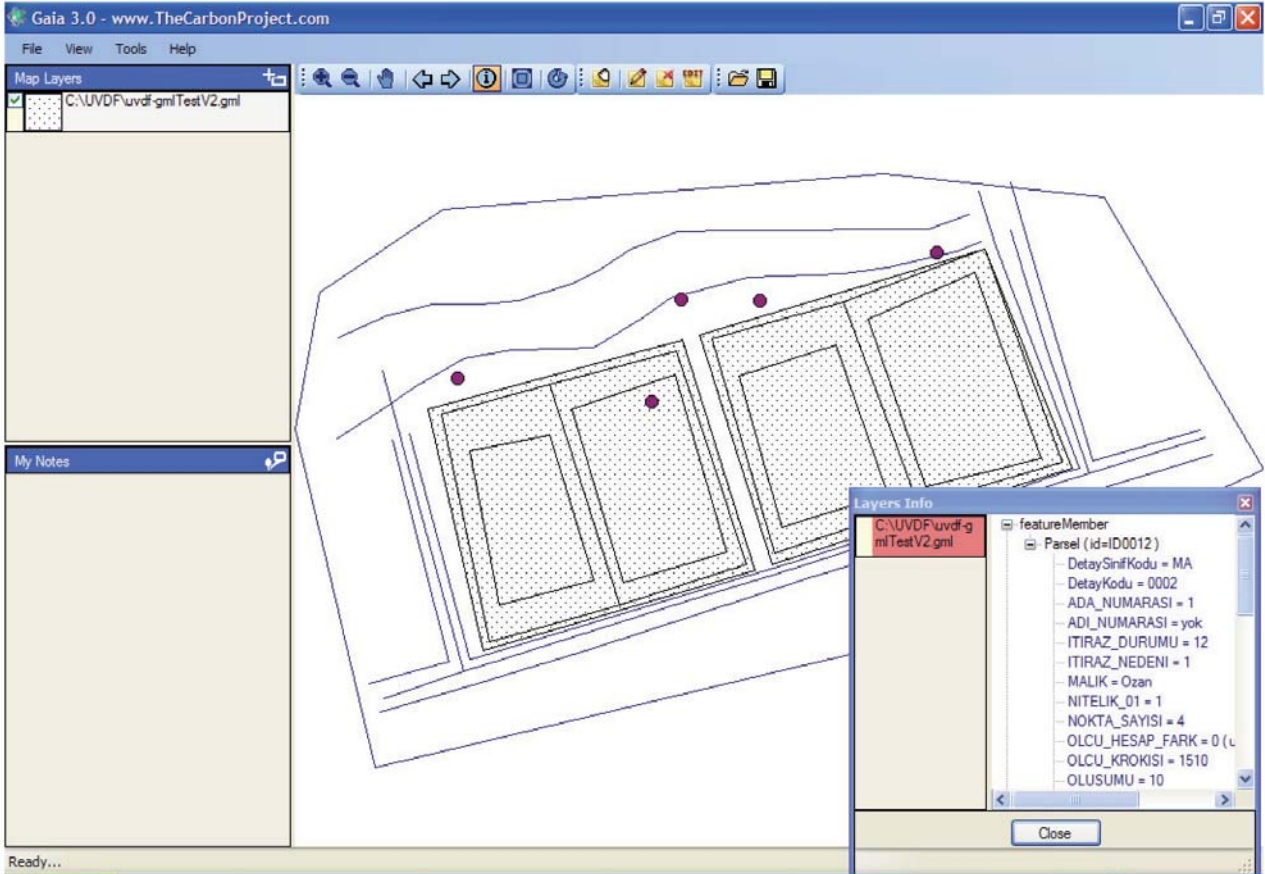 Gaia 3.0 - www.TheCarbonProject.com
File View Tools Help
Map Layers
C:\UVDF\uvdf-gmlTestV2.gml
EDIT
My Notes
Layers Info
C:\UVDF\uvdf-g
mlTestV2.gml
featureMember
Parsel (id=ID0012 )
DetaySinifKodu = MA
DetayKodu = 0002
ADA_NUMARASI = 1
ADI_NUMARASI = yok
ITIRAZ_DURUMU = 12
ITIRAZ_NEDENI = 1
MALIK = Ozan
NITELIK_01 = 1
NOKTA_SAYISI = 4
OLCU_HESAP_FARK = 0 (u
OLCU_KROKISI = 1510
OLUSUMU = 10
Close
Ready...